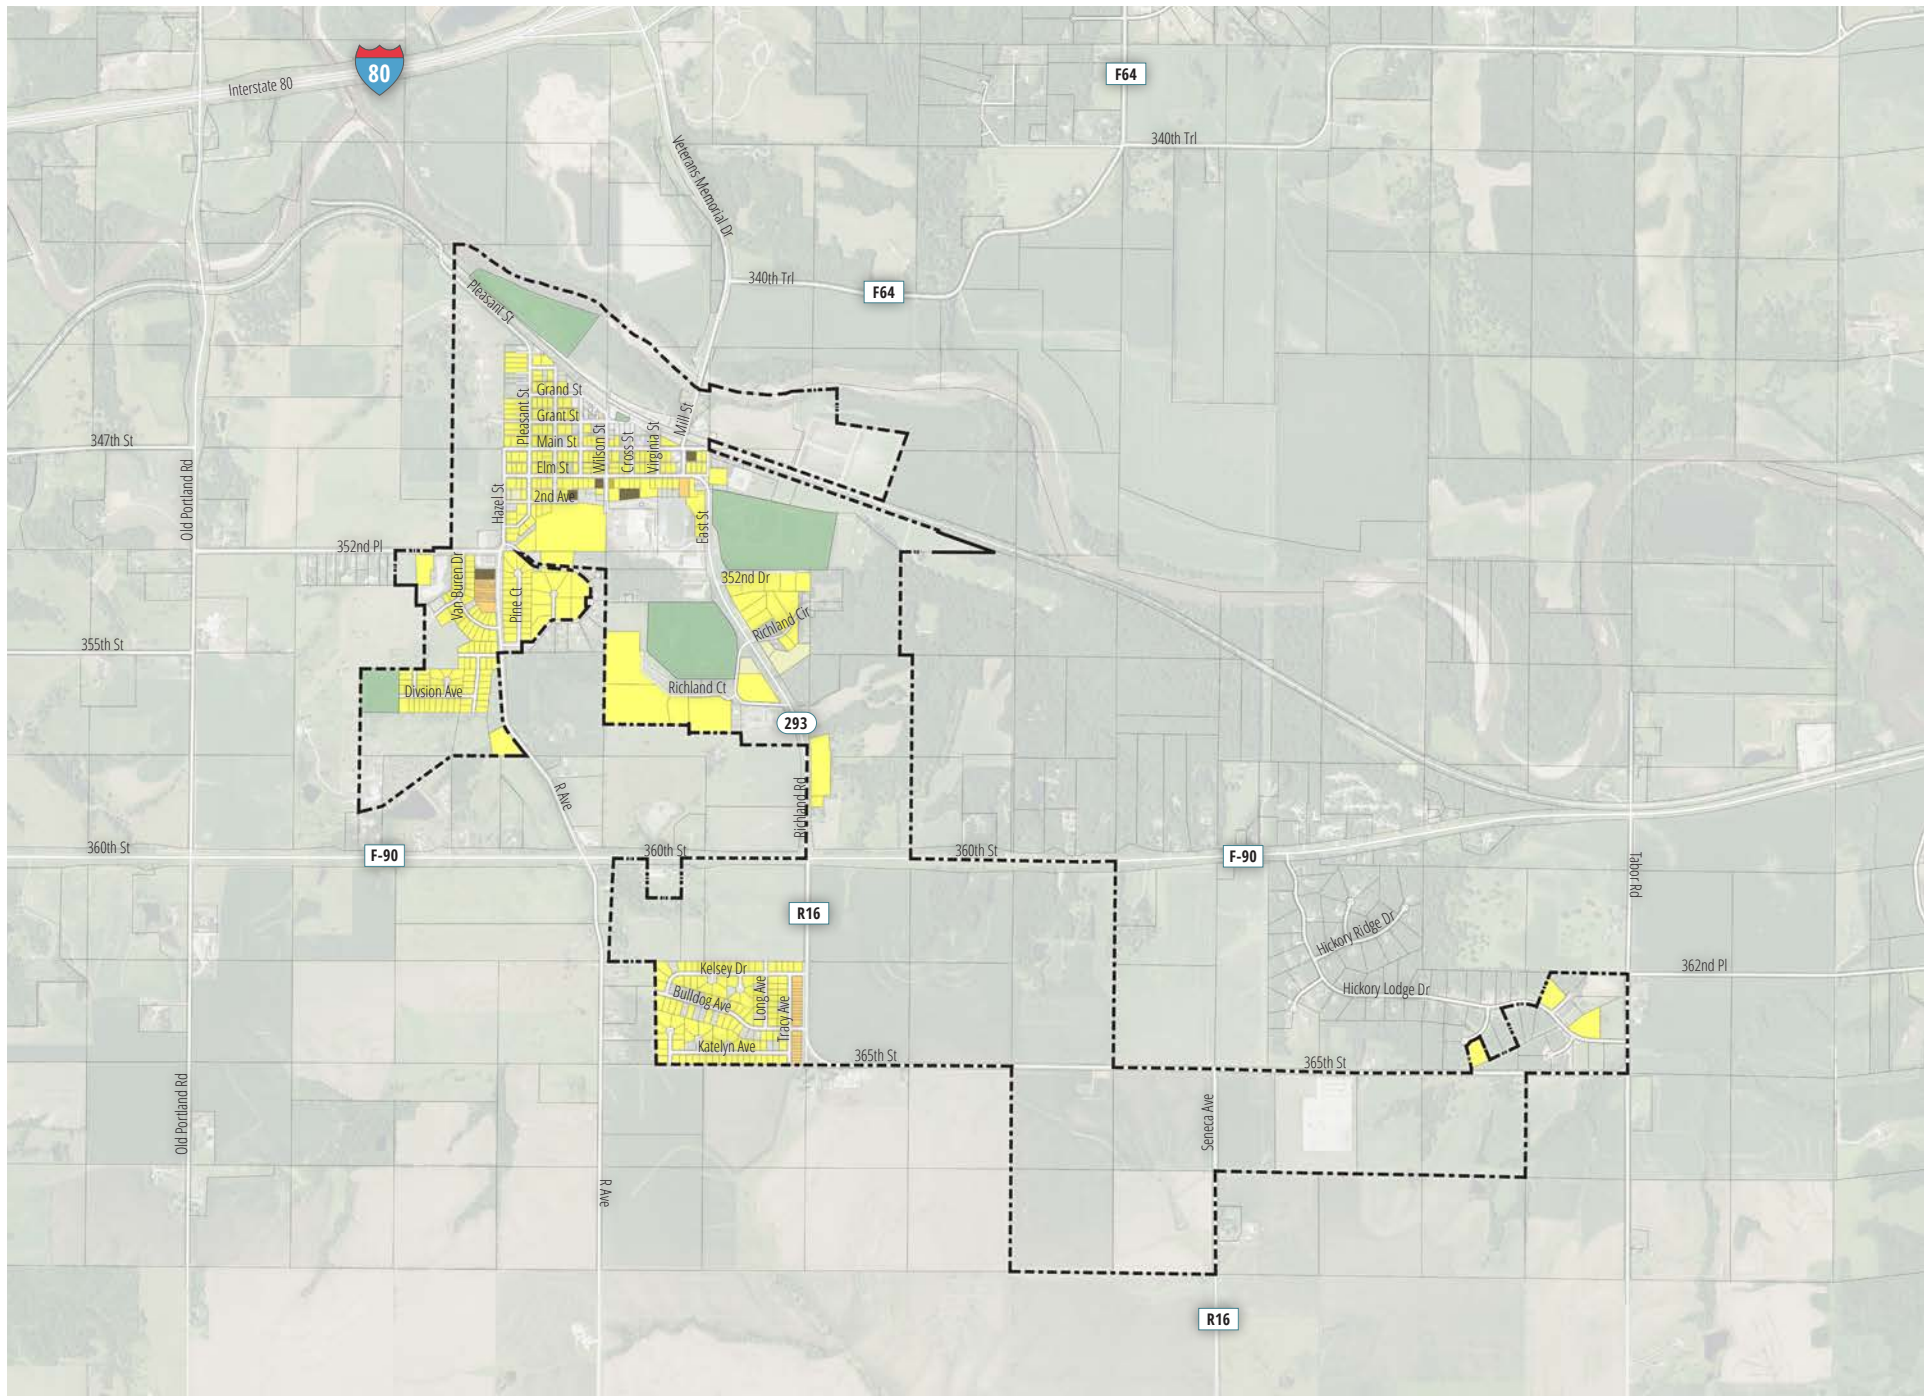 80
Interstate 80
F64
340th Trl
Veterans Memorial Dr
340th Trl
F64
Pleasant St
Grand St
Pleasant St
Grant St
Mill St
Main St
Wilson St
Cross St
Virginia St
347th St
Old Portland Rd
Elm St
Hazel St
2nd Ave
East St
352nd Pl
Van Buren Dr
Pine Ct
352nd Dr
Richland Cir
355th St
Divsion Ave
Richland Ct
293
R Ave
Richland Rd
360th St
F-90
360th St
360th St
F-90
Tabor Rd
R16
Hickory Ridge Dr
Kelsey Dr
362nd Pl
Bulldog Ave
Long Ave
Tracy Ave
Hickory Lodge Dr
Katelyn Ave
365th St
365th St
Old Portland Rd
Seneca Ave
R Ave
R16